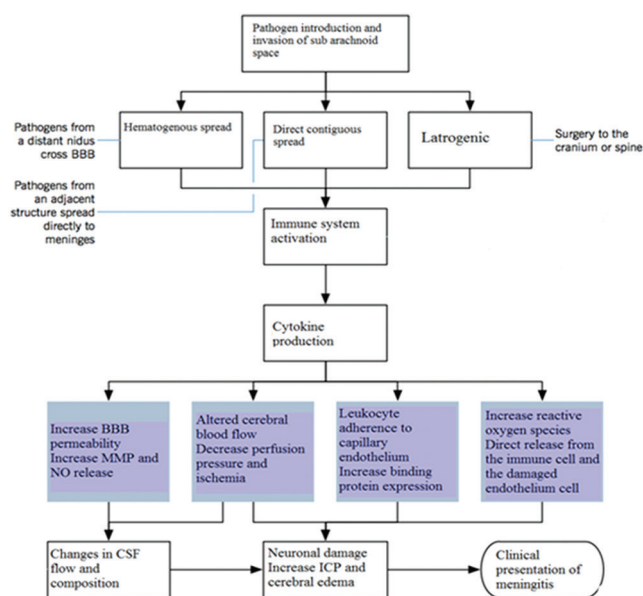 Pathogen introduction and
invasion of sub arachnoid
space
Pathogens from
a distant nidus
cross BBB
Hematogenous spread
Direct contiguous
spread
Latrogenic
Surgery to the
cranium or spine
Pathogens from
an adjacent
structure spread
directly to
meninges
Immune system
activation
Cytokine
production
Increase BBB
permeability
Increase MMP and
NO release
Altered cerebral
blood flow
Decrease perfusion
pressure and
ischemia
Leukocyte
adherence to
capillary
endothelium
Increase binding
protein expression
Increase reactive
oxygen species
Direct release from
the immune cell and
the damaged
endothelium cell
Changes in CSF
flow and
composition
Neuronal damage
Increase ICP and
cerebral edema
Clinical
presentation of
meningitis